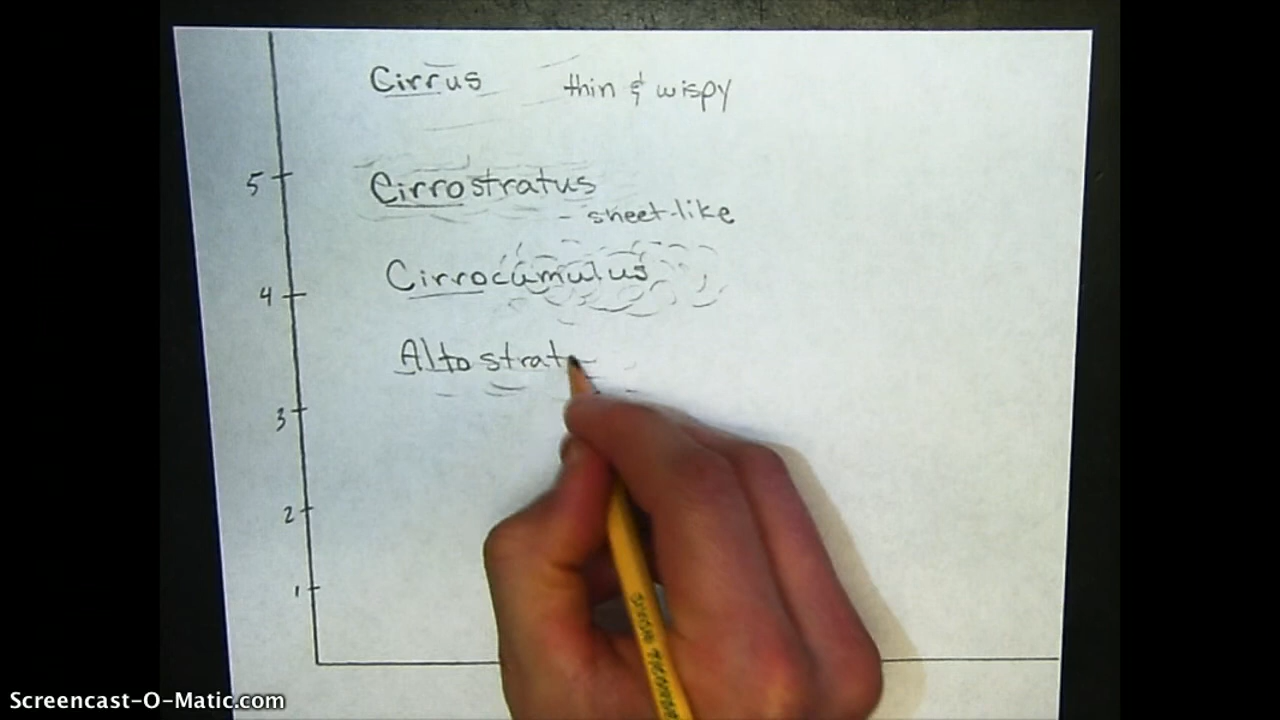 Cirrus thin & wispy
5 Cirrostratus
- sheet-like
4 Cirrocumulus
Altostrat
3
2
1
Screencast-O-Matic.com